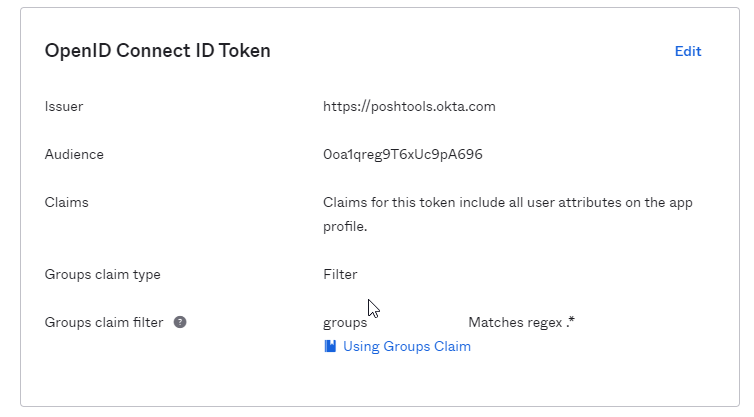 OpenID Connect ID Token Edit
Issuer https://poshtools.okta.com
Audience 0oa1qreg9T6xUc9pA696
Claims Claims for this token include all user attributes on the app
profile.
Groups claim type Filter
Groups claim filter ? groups Matches regex .*
Using Groups Claim